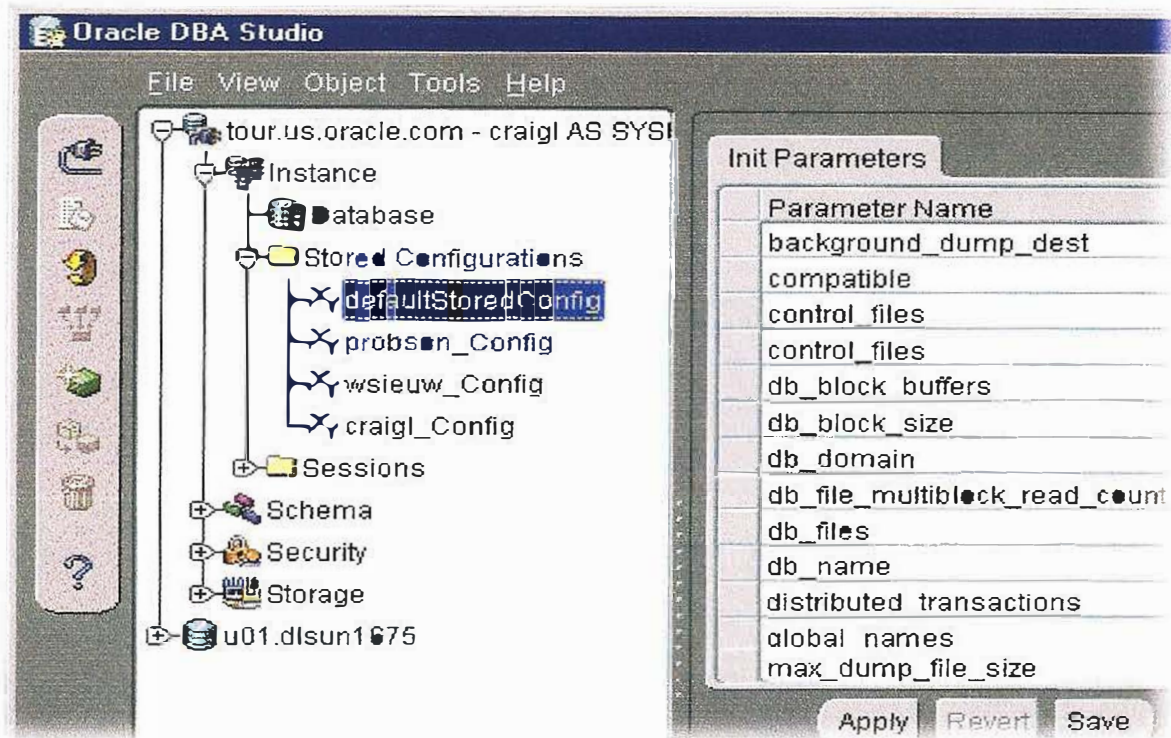 Oracle DBA Studio
File View Object Tools Help
tour.us.oracle.com - craigl AS SYS
Instance
Database
Stored Configurations
defaultStoredConfig
probson_Config
wsieuw_Config
craigl_Config
Sessions
Schema
Security
Storage
u01.dlsun1675
Init Parameters
Parameter Name
background_dump_dest
compatible
control_files
control_files
db_block_buffers
db_block_size
db_domain
db_file_multiblock_read_count
db_files
db_name
distributed_transactions
global_names
max_dump_file_size
Apply Revert Save